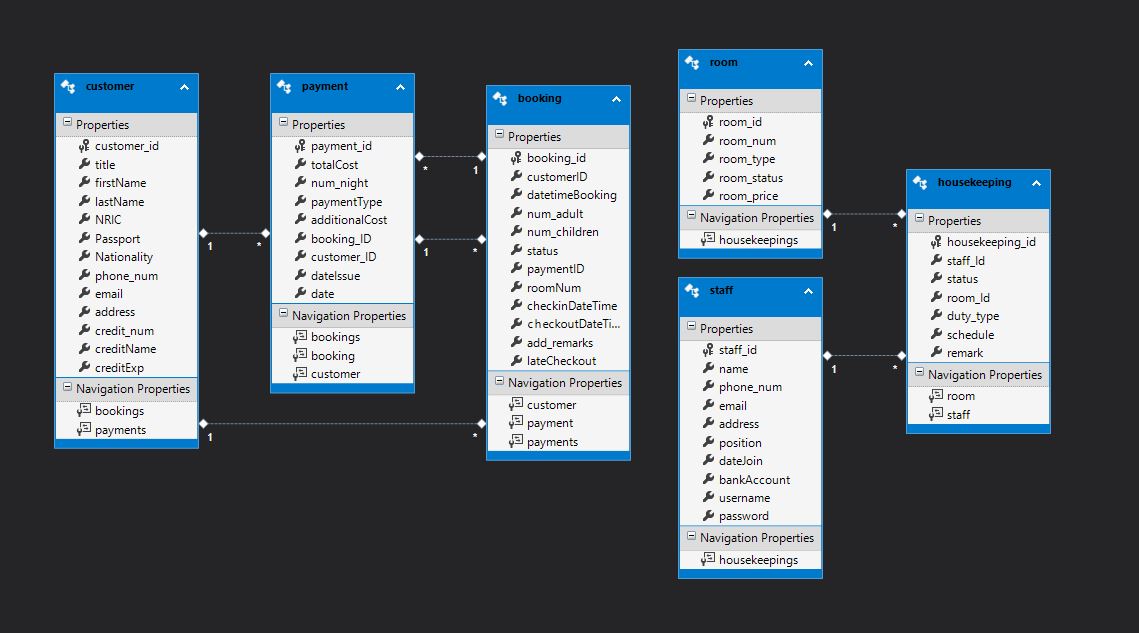 customer
Properties
customer_id
title
firstName
lastName
NRIC
Passport
Nationality
phone_num
email
address
credit_num
creditName
creditExp
Navigation Properties
bookings
payments
1
*
1
*
payment
Properties
payment_id
totalCost
num_night
paymentType
additionalCost
booking_ID
customer_ID
dateIssue
date
Navigation Properties
bookings
booking
customer
*
1
1
*
booking
Properties
booking_id
customerID
datetimeBooking
num_adult
num_children
status
paymentID
roomNum
checkinDateTime
checkoutDateTi...
add_remarks
lateCheckout
Navigation Properties
customer
payment
payments
room
Properties
room_id
room_num
room_type
room_status
room_price
Navigation Properties
housekeepings
1
*
staff
Properties
staff_id
name
phone_num
email
address
position
dateJoin
bankAccount
username
password
Navigation Properties
housekeepings
1
*
housekeeping
Properties
housekeeping_id
staff_Id
status
room_Id
duty_type
schedule
remark
Navigation Properties
room
staff